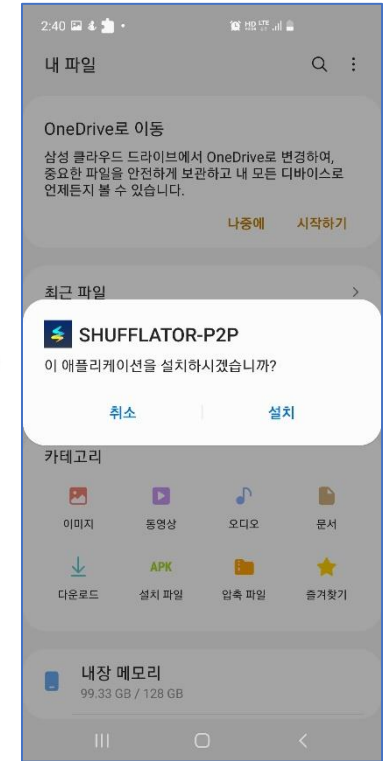 2:40
내 파일
OneDrive로 이동
삼성 클라우드 드라이브에서 OneDrive로 변경하여,
중요한 파일을 안전하게 보관하고 내 모든 디바이스로
언제든지 볼 수 있습니다.
나중에 시작하기
최근 파일
SHUFFLATOR-P2P
이 애플리케이션을 설치하시겠습니까?
취소 설치
카테고리
이미지 동영상 오디오 문서
APK
다운로드 설치 파일 압축 파일 즐겨찾기
내장 메모리
99.33 GB / 128 GB